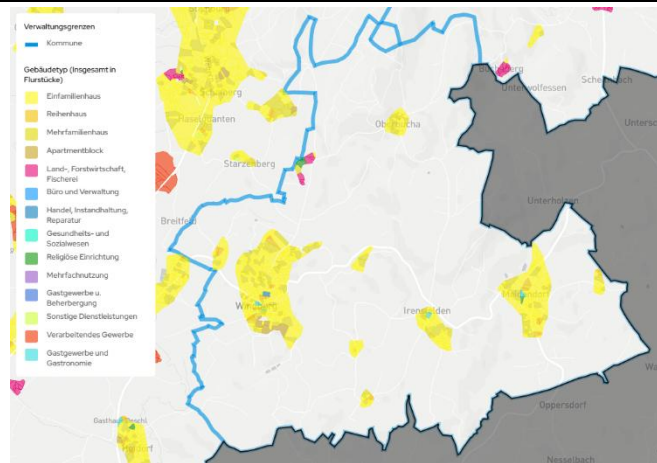 Verwaltungsgrenzen
Kommune
Gebäudetyp (Insgesamt in
Flurstücke)
Einfamilienhaus
Reihenhaus
Mehrfamilienhaus
Apartmentblock
Land-, Forstwirtschaft,
Fischerei
Büro und Verwaltung
Handel, Instandhaltung,
Reparatur
Gesundheits- und
Sozialwesen
Religiöse Einrichtung
Mehrfachnutzung
Gastgewerbe u.
Beherbergung
Sonstige Dienstleistungen
Verarbeitendes Gewerbe
Gastgewerbe und
Gastronomie
Unterwolfessen
Starzenberg
Unterholzen
Breitfeld
Oppersdorf
Nesselbach